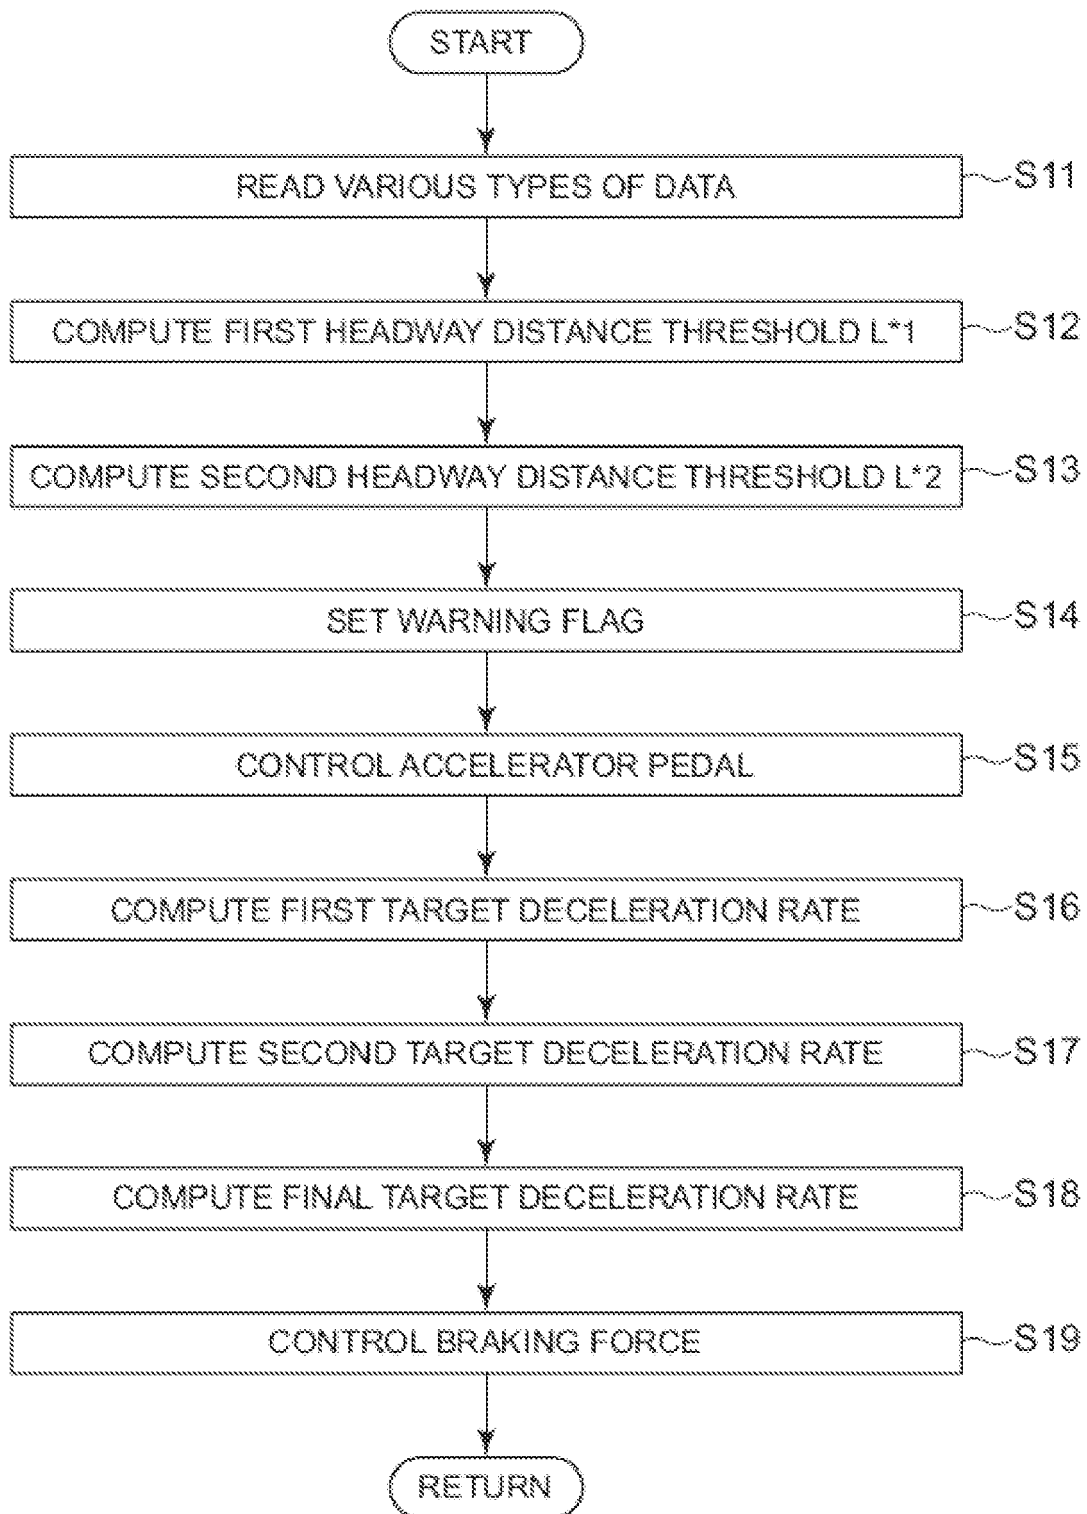 START
READ VARIOUS TYPES OF DATA
S11
COMPUTE FIRST HEADWAY DISTANCE THRESHOLD L*1
S12
COMPUTE SECOND HEADWAY DISTANCE THRESHOLD L*2
S13
SET WARNING FLAG
S14
CONTROL ACCELERATOR PEDAL
S15
COMPUTE FIRST TARGET DECELERATION RATE
S16
COMPUTE SECOND TARGET DECELERATION RATE
S17
COMPUTE FINAL TARGET DECELERATION RATE
S18
CONTROL BRAKING FORCE
S19
RETURN